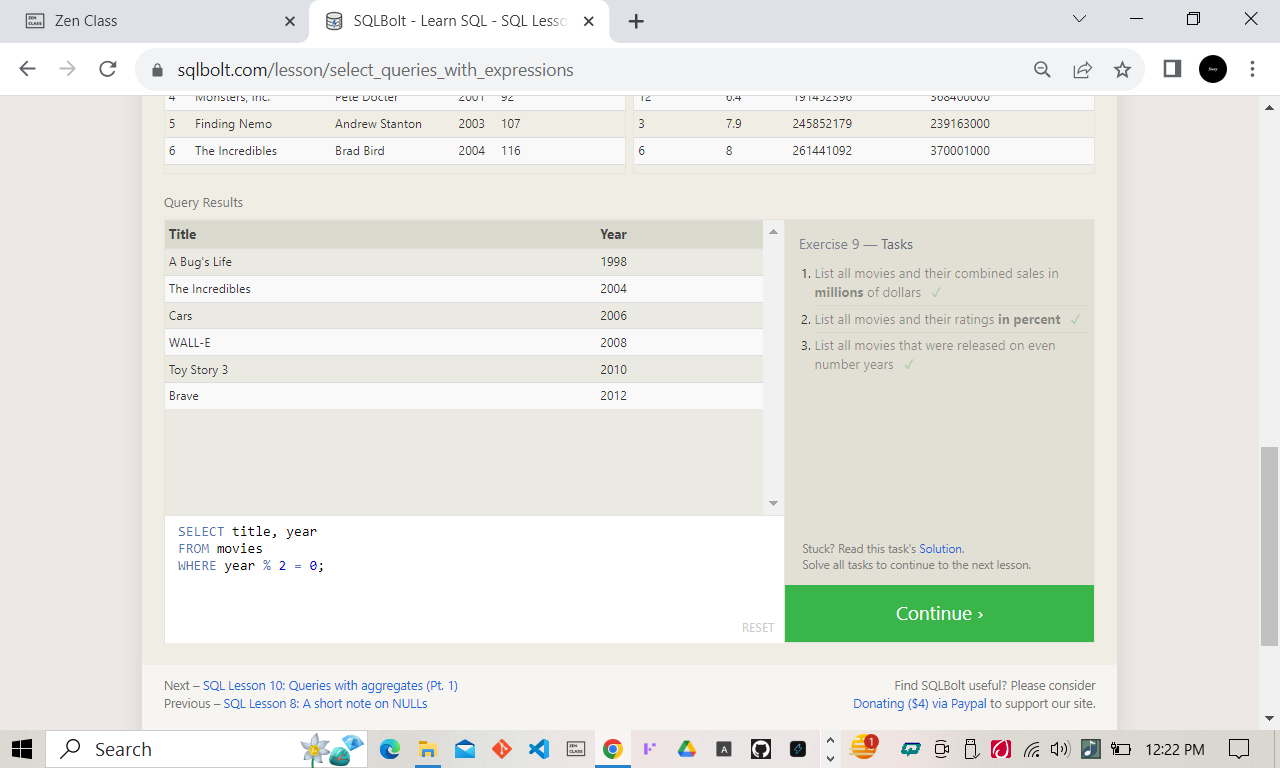 Zen Class
SQLBolt - Learn SQL - SQL Lesso
sqlbolt.com/lesson/select_queries_with_expressions
4 Monsters, Inc. Pete Docter 2001 92 12 6.4 191452396 368400000
5 Finding Nemo Andrew Stanton 2003 107 3 7.9 245852179 239163000
6 The Incredibles Brad Bird 2004 116 6 8 261441092 370001000
Query Results
Title Year
A Bug's Life 1998
The Incredibles 2004
Cars 2006
WALL-E 2008
Toy Story 3 2010
Brave 2012
SELECT title, year
FROM movies
WHERE year % 2 = 0;
RESET
Exercise 9 — Tasks
1. List all movies and their combined sales in
millions of dollars ✓
2. List all movies and their ratings in percent ✓
3. List all movies that were released on even
number years ✓
Stuck? Read this task's Solution.
Solve all tasks to continue to the next lesson.
Continue ›
Next – SQL Lesson 10: Queries with aggregates (Pt. 1)
Previous – SQL Lesson 8: A short note on NULLs
Find SQLBolt useful? Please consider
Donating ($4) via Paypal to support our site.
Search
1
12:22 PM